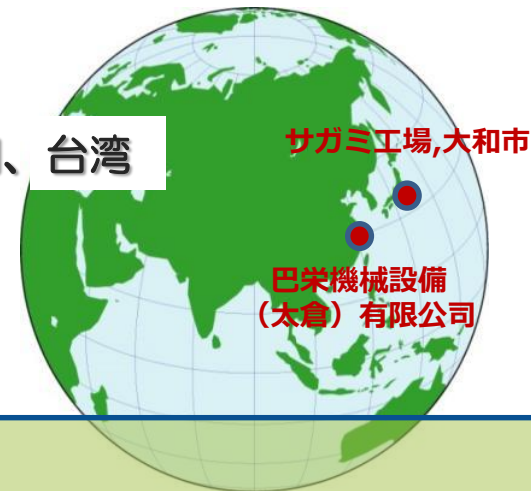 、台湾
サガミ工場,大和市
巴栄機械設備
（太倉）有限公司